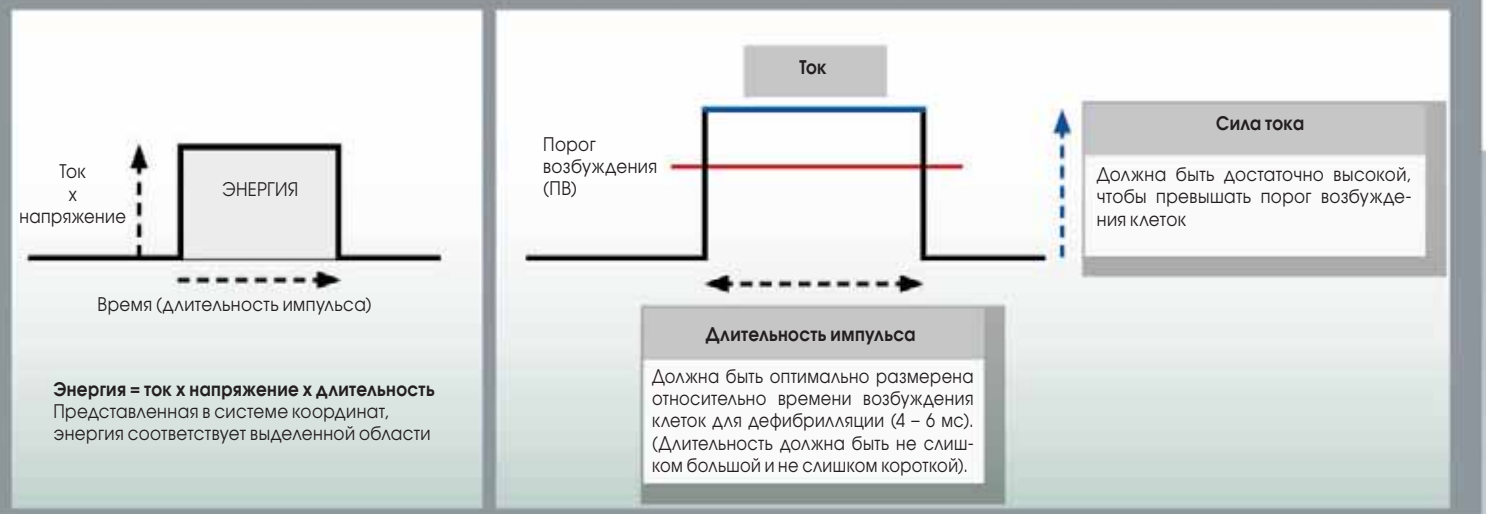 Ток
х
напряжение
ЭНЕРГИЯ
Время (длительность импульса)
Энергия = ток х напряжение х длительность
Представленная в системе координат,
энергия соответствует выделенной области
Ток
Порог
возбуждения
(ПВ)
Сила тока
Должна быть достаточно высокой,
чтобы превышать порог возбужде-
ния клеток
Длительность импульса
Должна быть оптимально размерена
относительно времени возбуждения
клеток для дефибрилляции (4 – 6 мс).
(Длительность должна быть не слиш-
ком большой и не слишком короткой).